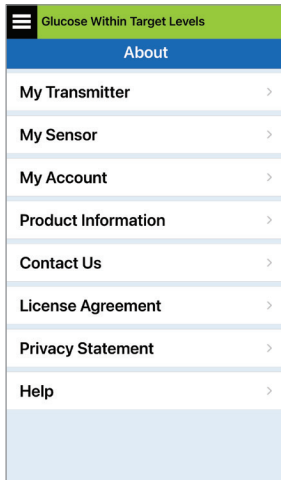 Glucose Within Target Levels
About
My Transmitter
My Sensor
My Account
Product Information
Contact Us
License Agreement
Privacy Statement
Help